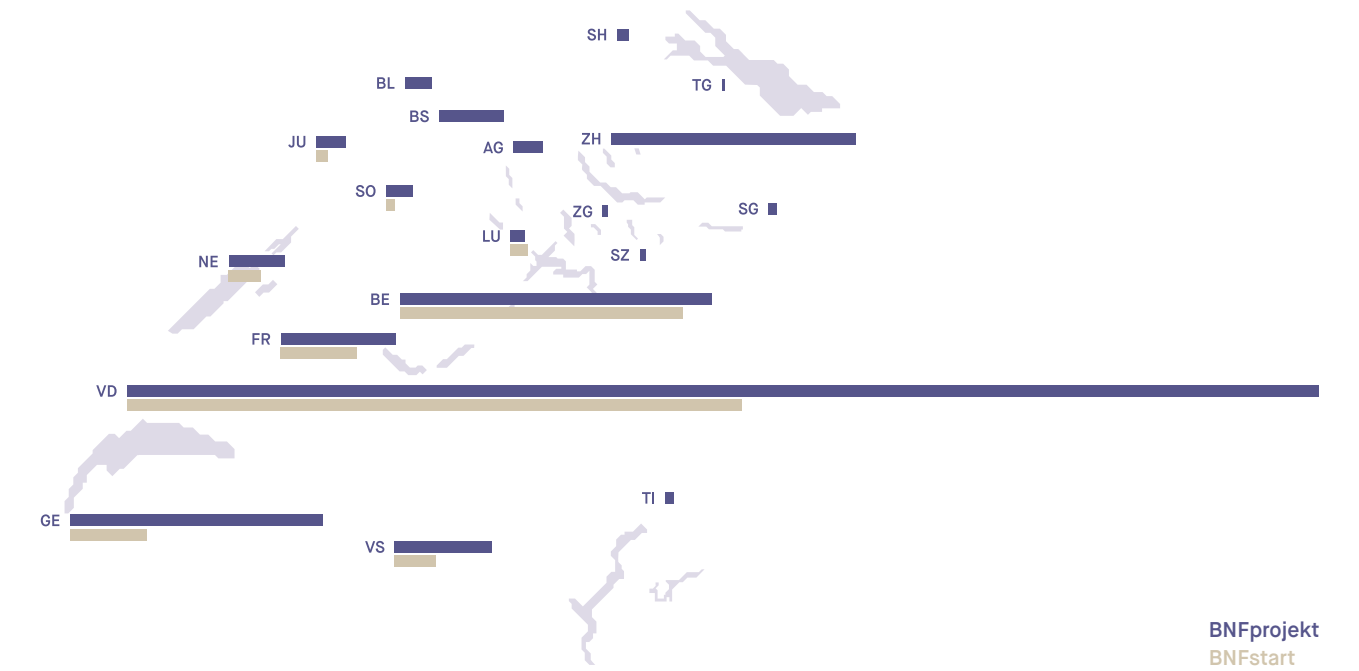 SH
BL
TG
BS
JU
AG
ZH
SO
ZG
SG
LU
SZ
NE
BE
FR
VD
TI
GE
VS
BNFprojekt
BNFstart